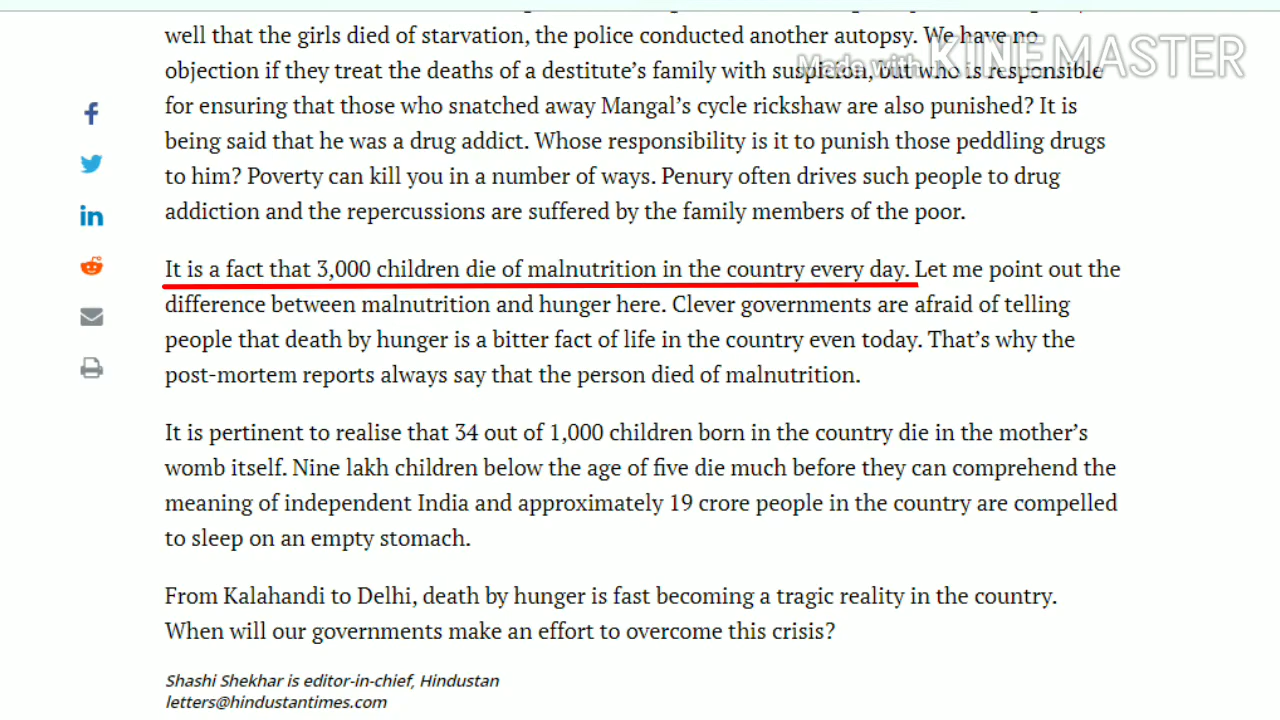 well that the girls died of starvation, the police conducted another autopsy. We have no
objection if they treat the deaths of a destitute's family with suspicion, but who is responsible
for ensuring that those who snatched away Mangal's cycle rickshaw are also punished? It is
being said that he was a drug addict. Whose responsibility is it to punish those peddling drugs
to him? Poverty can kill you in a number of ways. Penury often drives such people to drug
addiction and the repercussions are suffered by the family members of the poor.
It is a fact that 3,000 children die of malnutrition in the country every day. Let me point out the
difference between malnutrition and hunger here. Clever governments are afraid of telling
people that death by hunger is a bitter fact of life in the country even today. That's why the
post-mortem reports always say that the person died of malnutrition.
It is pertinent to realise that 34 out of 1,000 children born in the country die in the mother's
womb itself. Nine lakh children below the age of five die much before they can comprehend the
meaning of independent India and approximately 19 crore people in the country are compelled
to sleep on an empty stomach.
From Kalahandi to Delhi, death by hunger is fast becoming a tragic reality in the country.
When will our governments make an effort to overcome this crisis?
Shashi Shekhar is editor-in-chief, Hindustan
letters@hindustantimes.com
Made with KINEMASTER